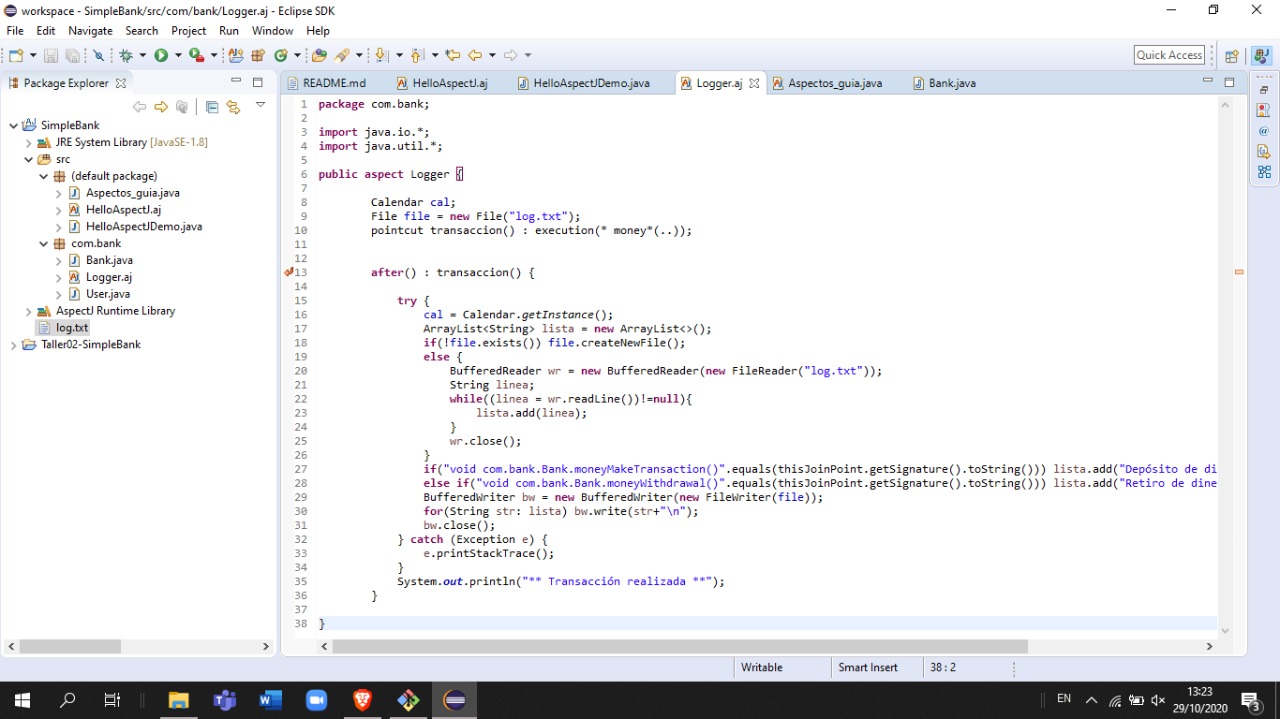 workspace - SimpleBank/src/com/bank/Logger.aj - Eclipse SDK
File Edit Navigate Search Project Run Window Help
Quick Access
Package Explorer
README.md HelloAspectJ.aj HelloAspectJDemo.java Logger.aj Aspectos_guia.java Bank.java
SimpleBank
JRE System Library [JavaSE-1.8]
src
(default package)
Aspectos_guia.java
HelloAspectJ.aj
HelloAspectJDemo.java
com.bank
Bank.java
Logger.aj
User.java
AspectJ Runtime Library
log.txt
Taller02-SimpleBank
1 package com.bank;
2
3 import java.io.*;
4 import java.util.*;
5
6 public aspect Logger {
7
8 Calendar cal;
9 File file = new File("log.txt");
10 pointcut transaccion() : execution(* money*(..));
11
12
13 after() : transaccion() {
14
15 try {
16 cal = Calendar.getInstance();
17 ArrayList<String> lista = new ArrayList<>();
18 if(!file.exists()) file.createNewFile();
19 else {
20 BufferedReader wr = new BufferedReader(new FileReader("log.txt"));
21 String linea;
22 while((linea = wr.readLine())!=null){
23 lista.add(linea);
24 }
25 wr.close();
26 }
27 if("void com.bank.Bank.moneyMakeTransaction()".equals(thisJoinPoint.getSignature().toString())) lista.add("Depósito de di
28 else if("void com.bank.Bank.moneyWithdrawal()".equals(thisJoinPoint.getSignature().toString())) lista.add("Retiro de dine
29 BufferedWriter bw = new BufferedWriter(new FileWriter(file));
30 for(String str: lista) bw.write(str+"\n");
31 bw.close();
32 } catch (Exception e) {
33 e.printStackTrace();
34 }
35 System.out.println("** Transacción realizada **");
36 }
37
38 }
Writable Smart Insert 38 : 2
EN
13:23
29/10/2020
3